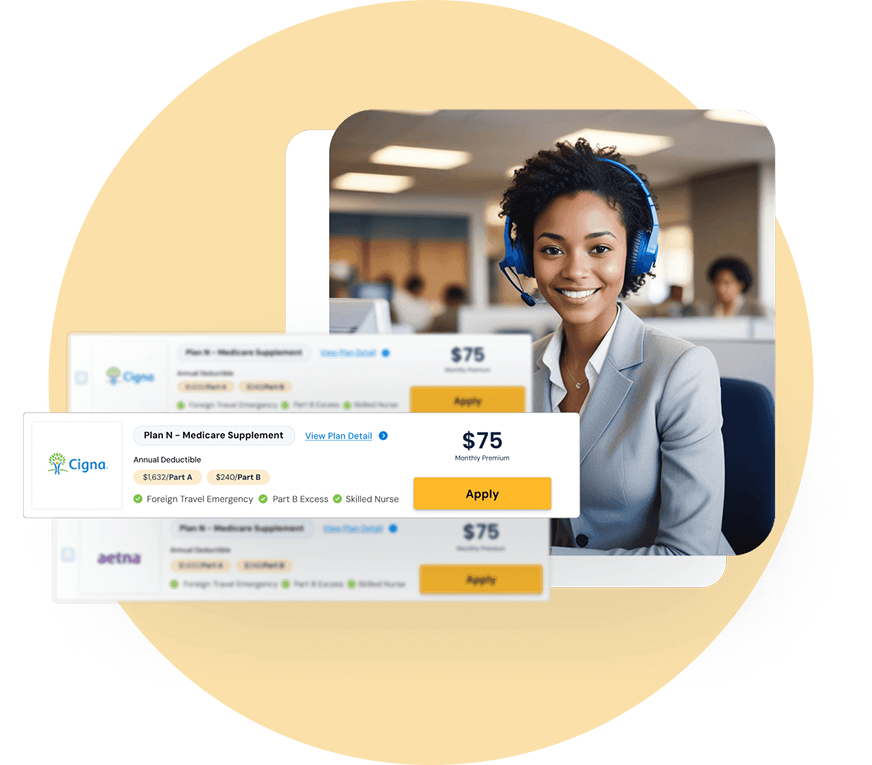 Plan N - Medicare Supplement View Plan Detail
$75
Cigna
Monthly Premium
Annual Deductible
$1,632/Part A $240/Part B
Foreign Travel Emergency Part B Excess Skilled Nurse
Apply
Cigna.
Plan N - Medicare Supplement View Plan Detail
$75
Monthly Premium
Annual Deductible
$1,632/Part A $240/Part B
Apply
Foreign Travel Emergency Part B Excess Skilled Nurse
Plan N - Medicare Supplement View Plan Detail
$75
Monthly Premium
Annual Deductible
aetna
$1,632/Part A $240/Part B
Foreign Travel Emergency Part B Excess Skilled Nurse
Apply